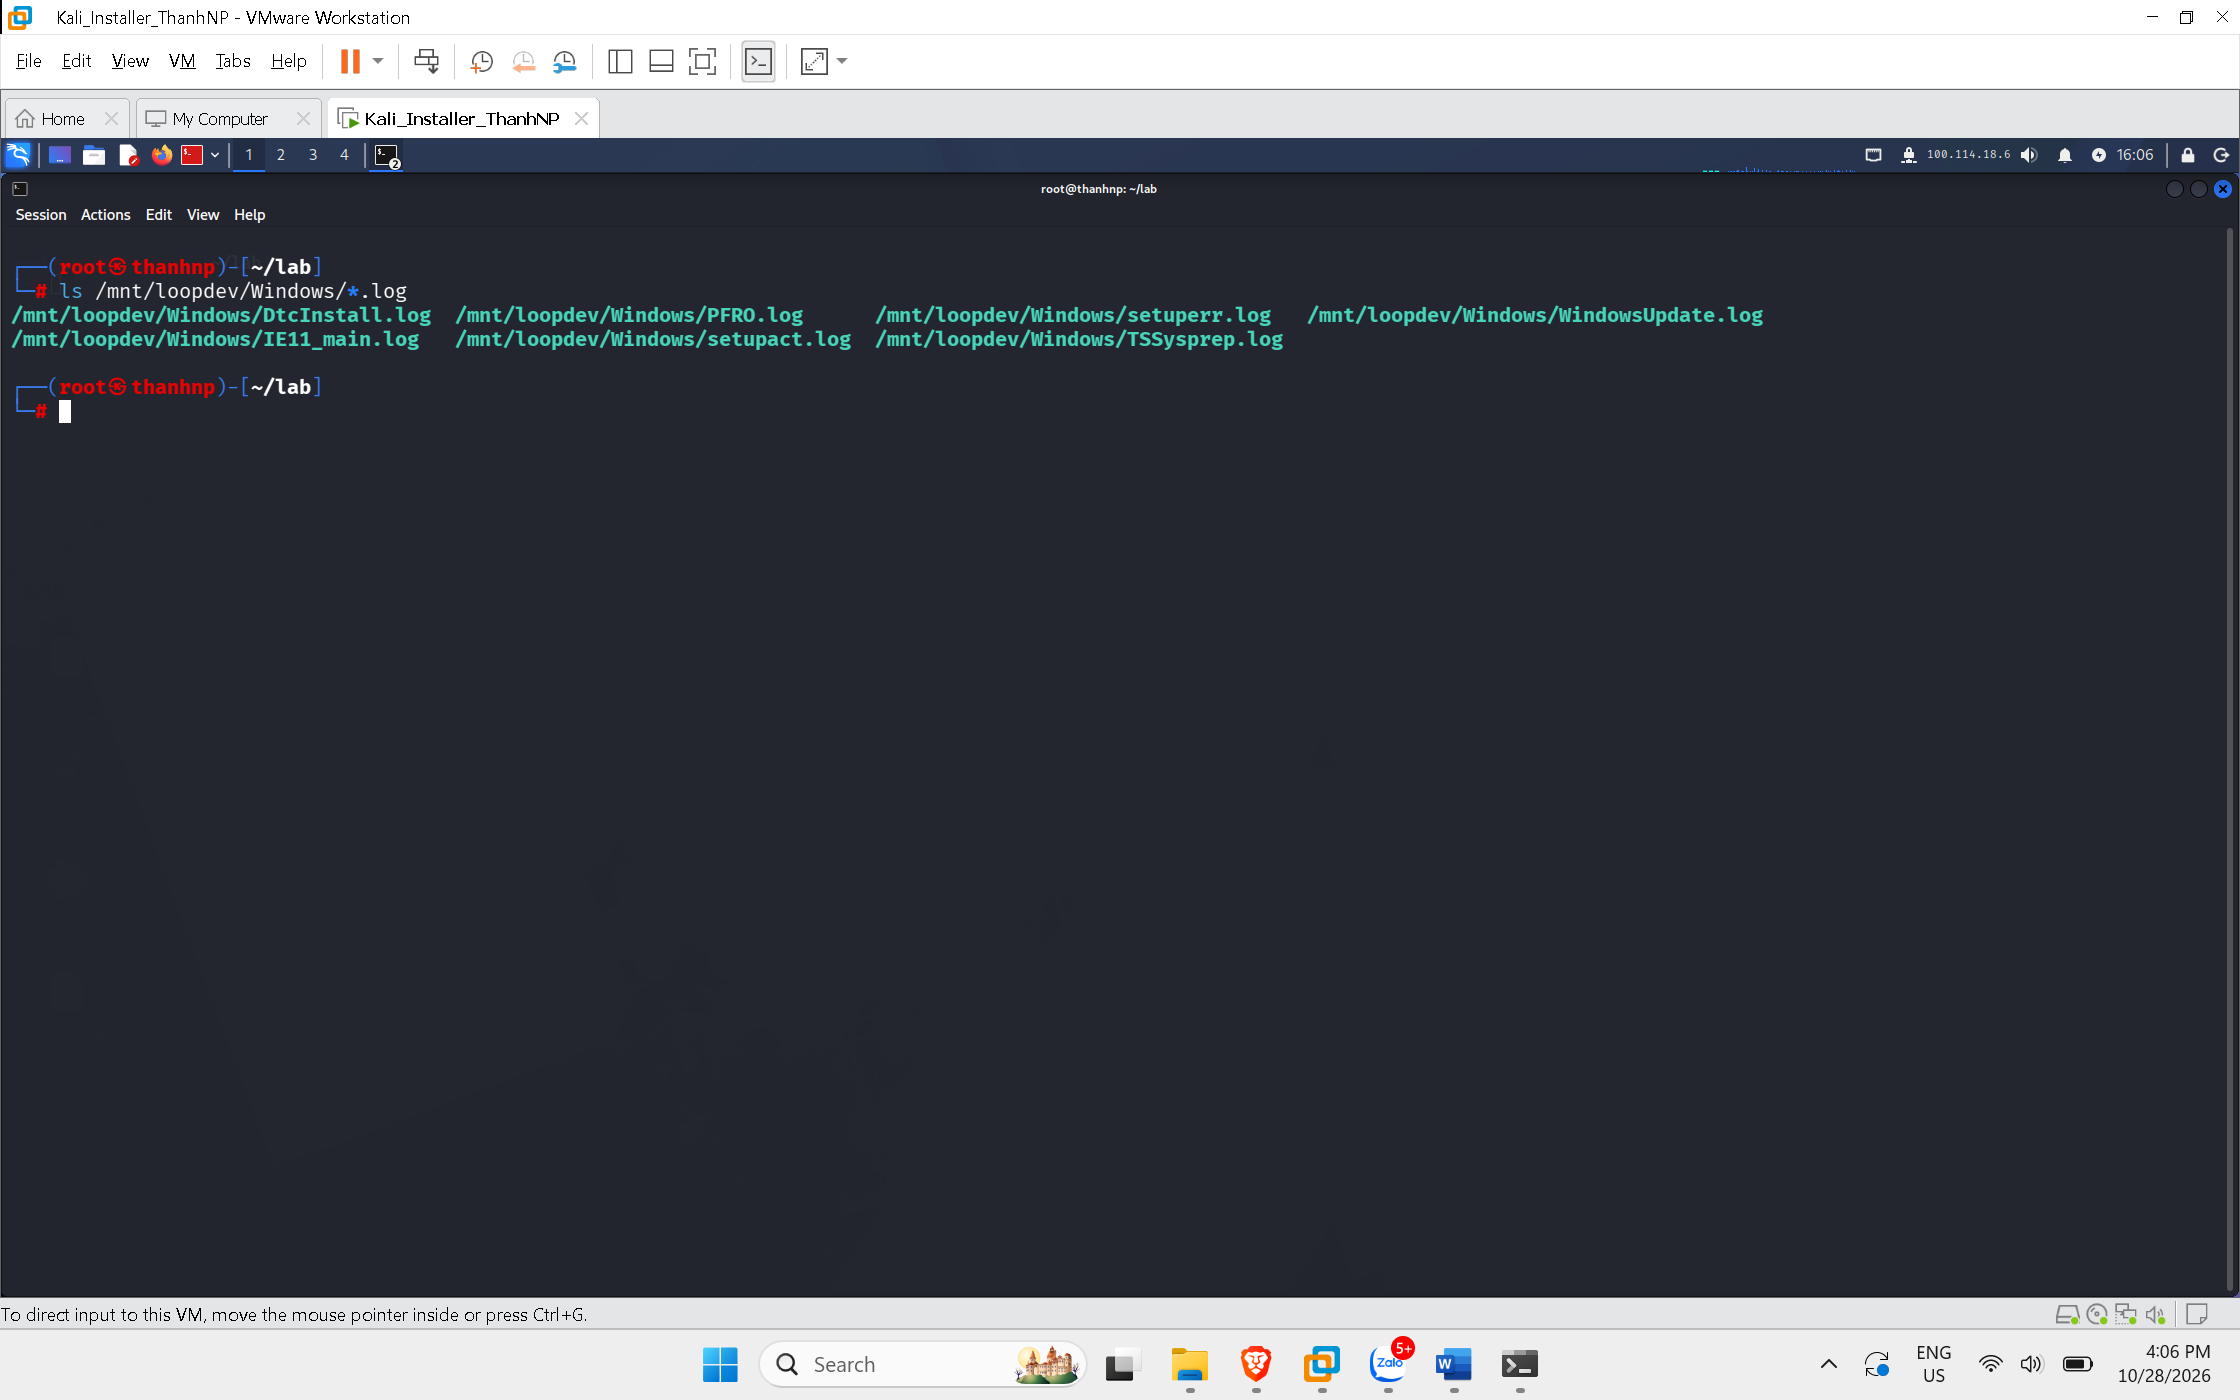 Kali_Installer_ThanhNP - VMware Workstation
File Edit View VM Tabs Help
Home My Computer Kali_Installer_ThanhNP
1 2 3 4 2 100.114.18.6 16:06
root@thanhnp: ~/lab
Session Actions Edit View Help
┌──(root㉿thanhnp)-[~/lab]
└─# ls /mnt/loopdev/Windows/*.log
/mnt/loopdev/Windows/DtcInstall.log /mnt/loopdev/Windows/PFRO.log /mnt/loopdev/Windows/setuperr.log /mnt/loopdev/Windows/WindowsUpdate.log
/mnt/loopdev/Windows/IE11_main.log /mnt/loopdev/Windows/setupact.log /mnt/loopdev/Windows/TSSysprep.log
┌──(root㉿thanhnp)-[~/lab]
└─#
To direct input to this VM, move the mouse pointer inside or press Ctrl+G.
Search Zalo 5+ W ENG 4:06 PM
US 10/28/2026